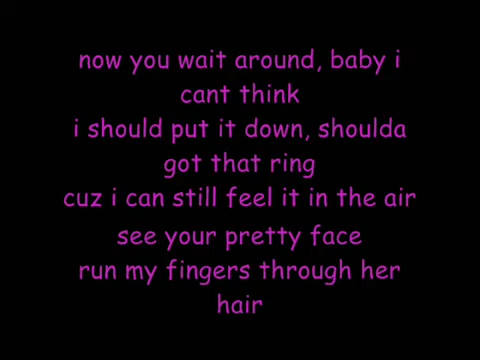 now you wait around, baby i
cant think
i should put it down, shoulda
got that ring
cuz i can still feel it in the air
see your pretty face
run my fingers through her
hair